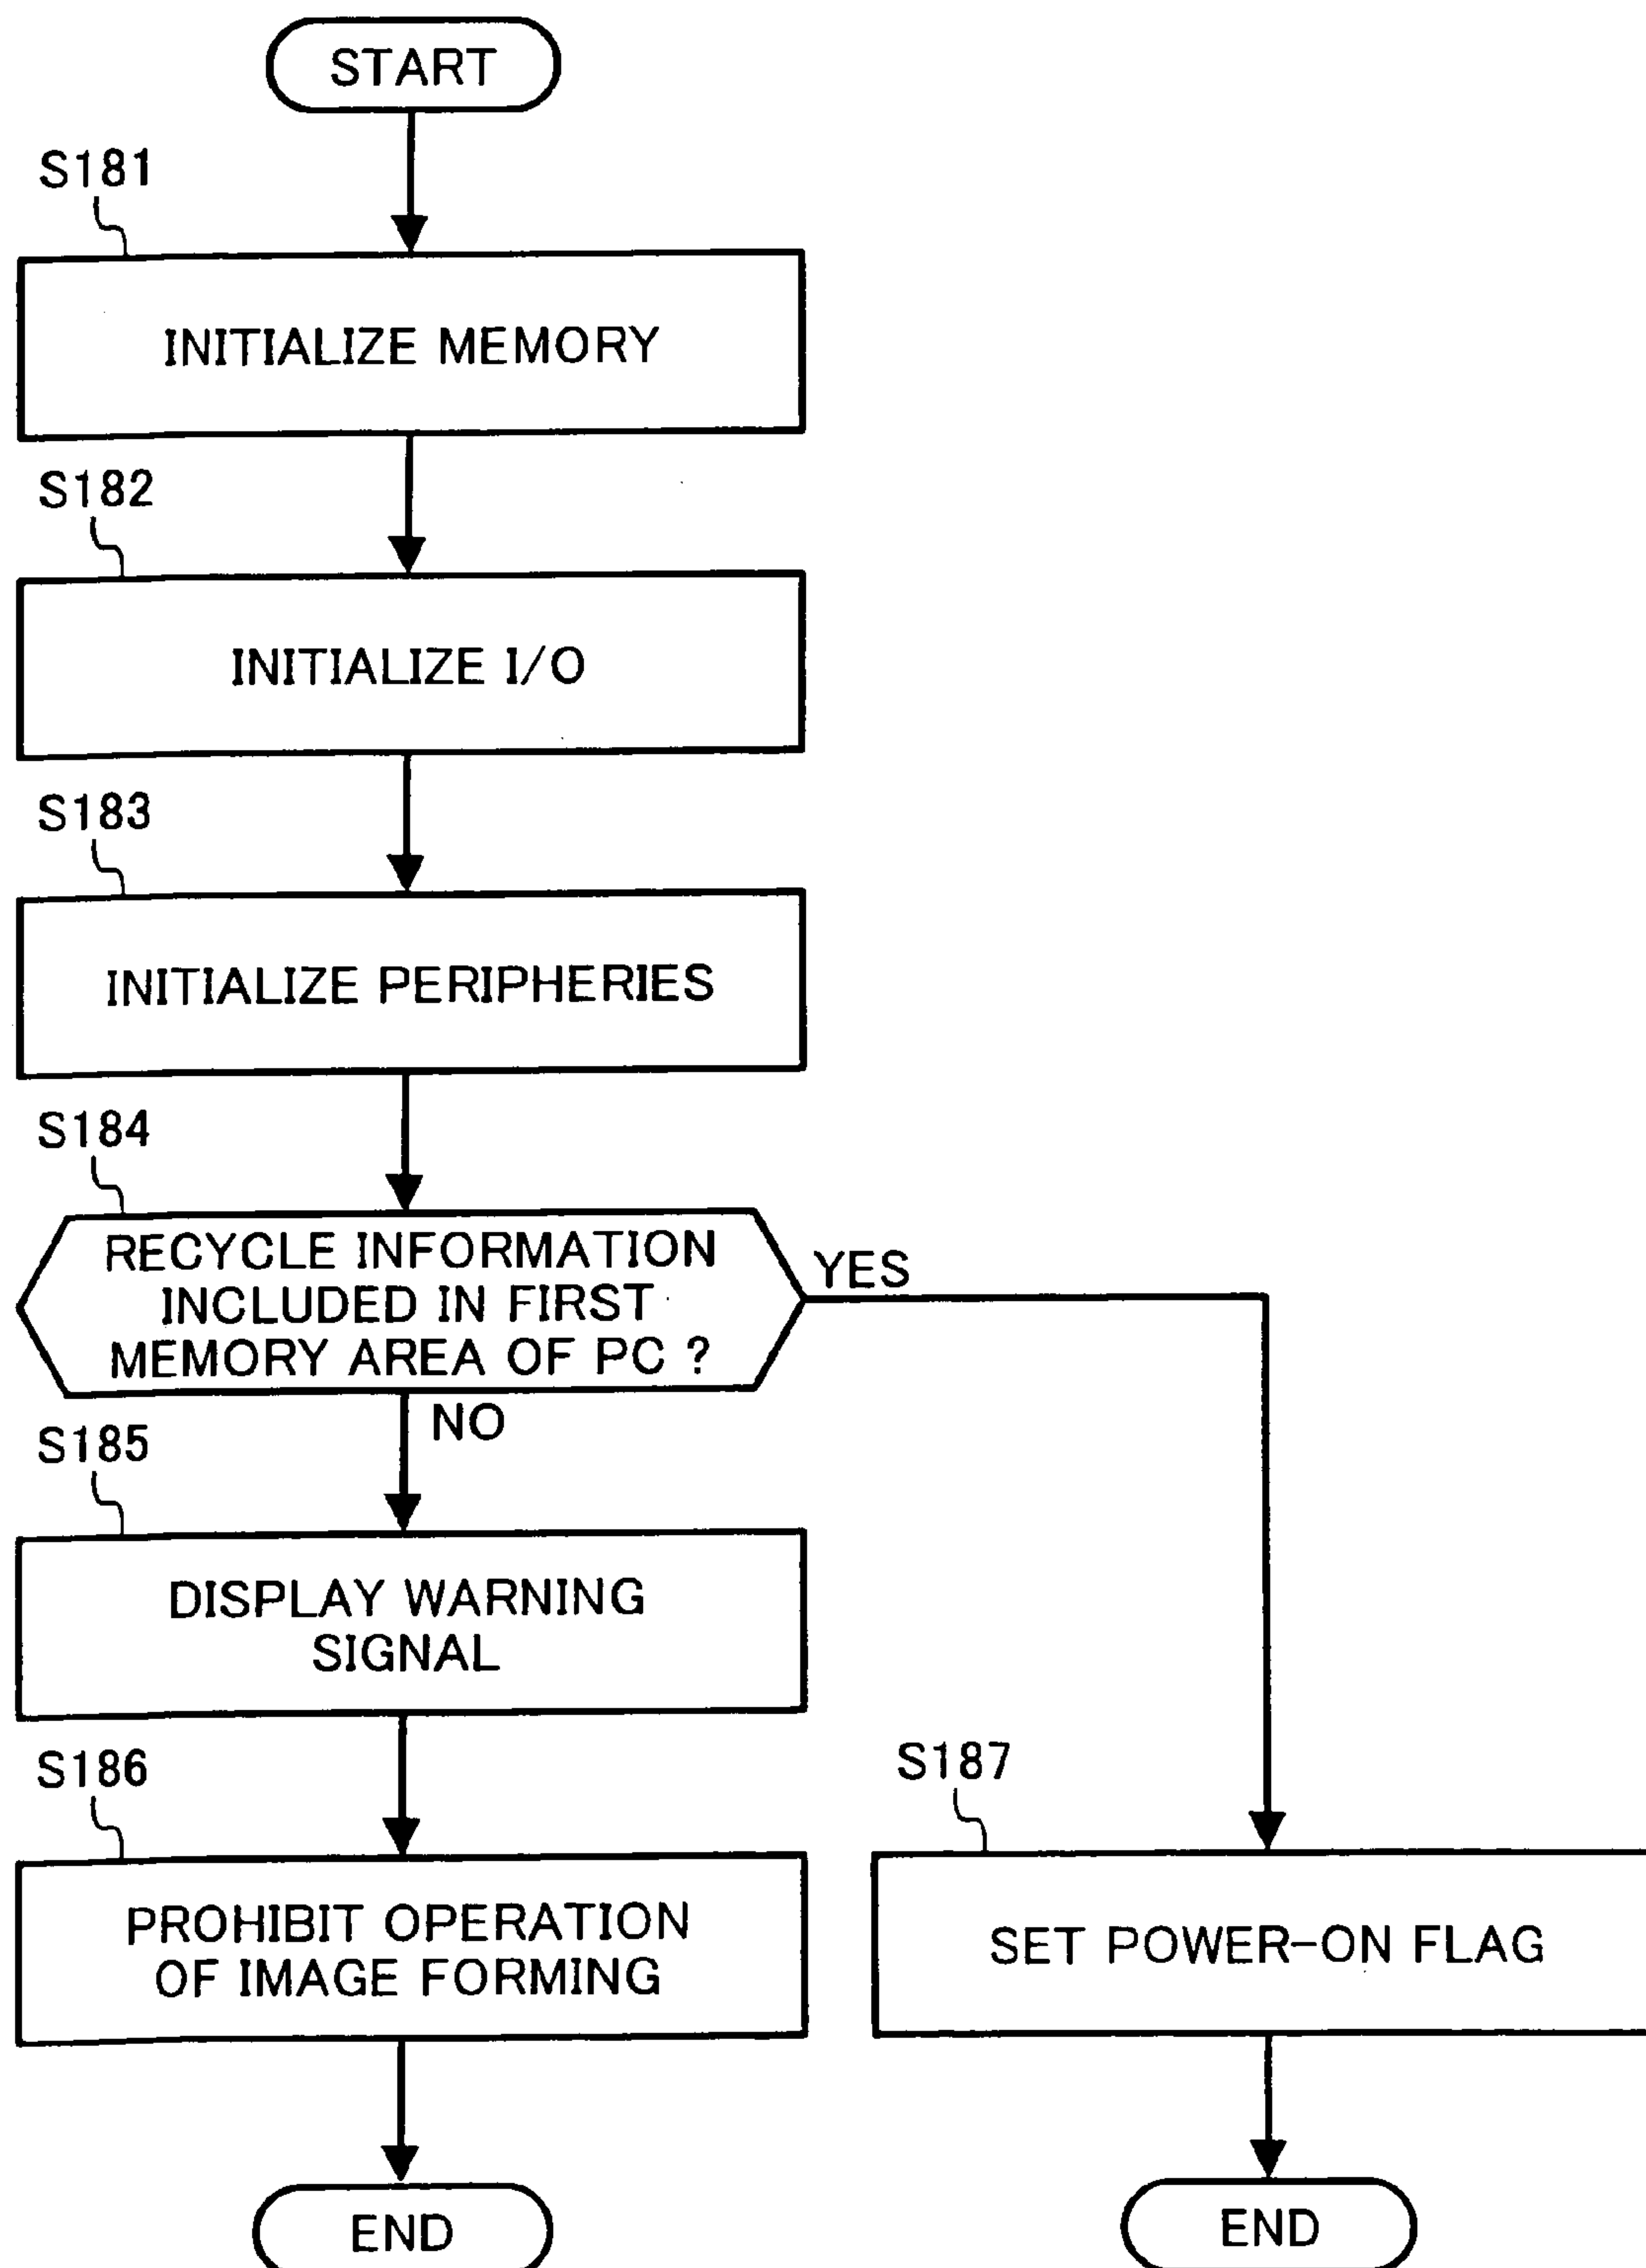 START
S181
INITIALIZE MEMORY
S182
INITIALIZE I/O
S183
INITIALIZE PERIPHERIES
S184
RECYCLE INFORMATION
INCLUDED IN FIRST
MEMORY AREA OF PC ?
YES
NO
S185
DISPLAY WARNING
SIGNAL
S186
PROHIBIT OPERATION
OF IMAGE FORMING
S187
SET POWER-ON FLAG
END
END